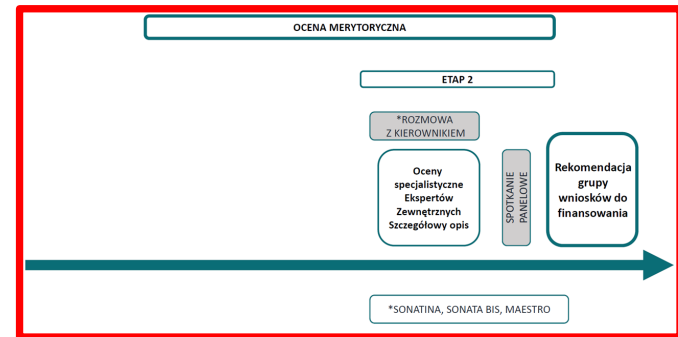 OCENA MERYTORYCZNA
ETAP 2
*ROZMOWA
Z KIEROWNIKIEM
Oceny
specjalistyczne
Ekspertów
Zewnętrznych
Szczegółowy opis
SPOTKANIE
PANELOWE
Rekomendacja
grupy
wniosków do
finansowania
*SONATINA, SONATA BIS, MAESTRO